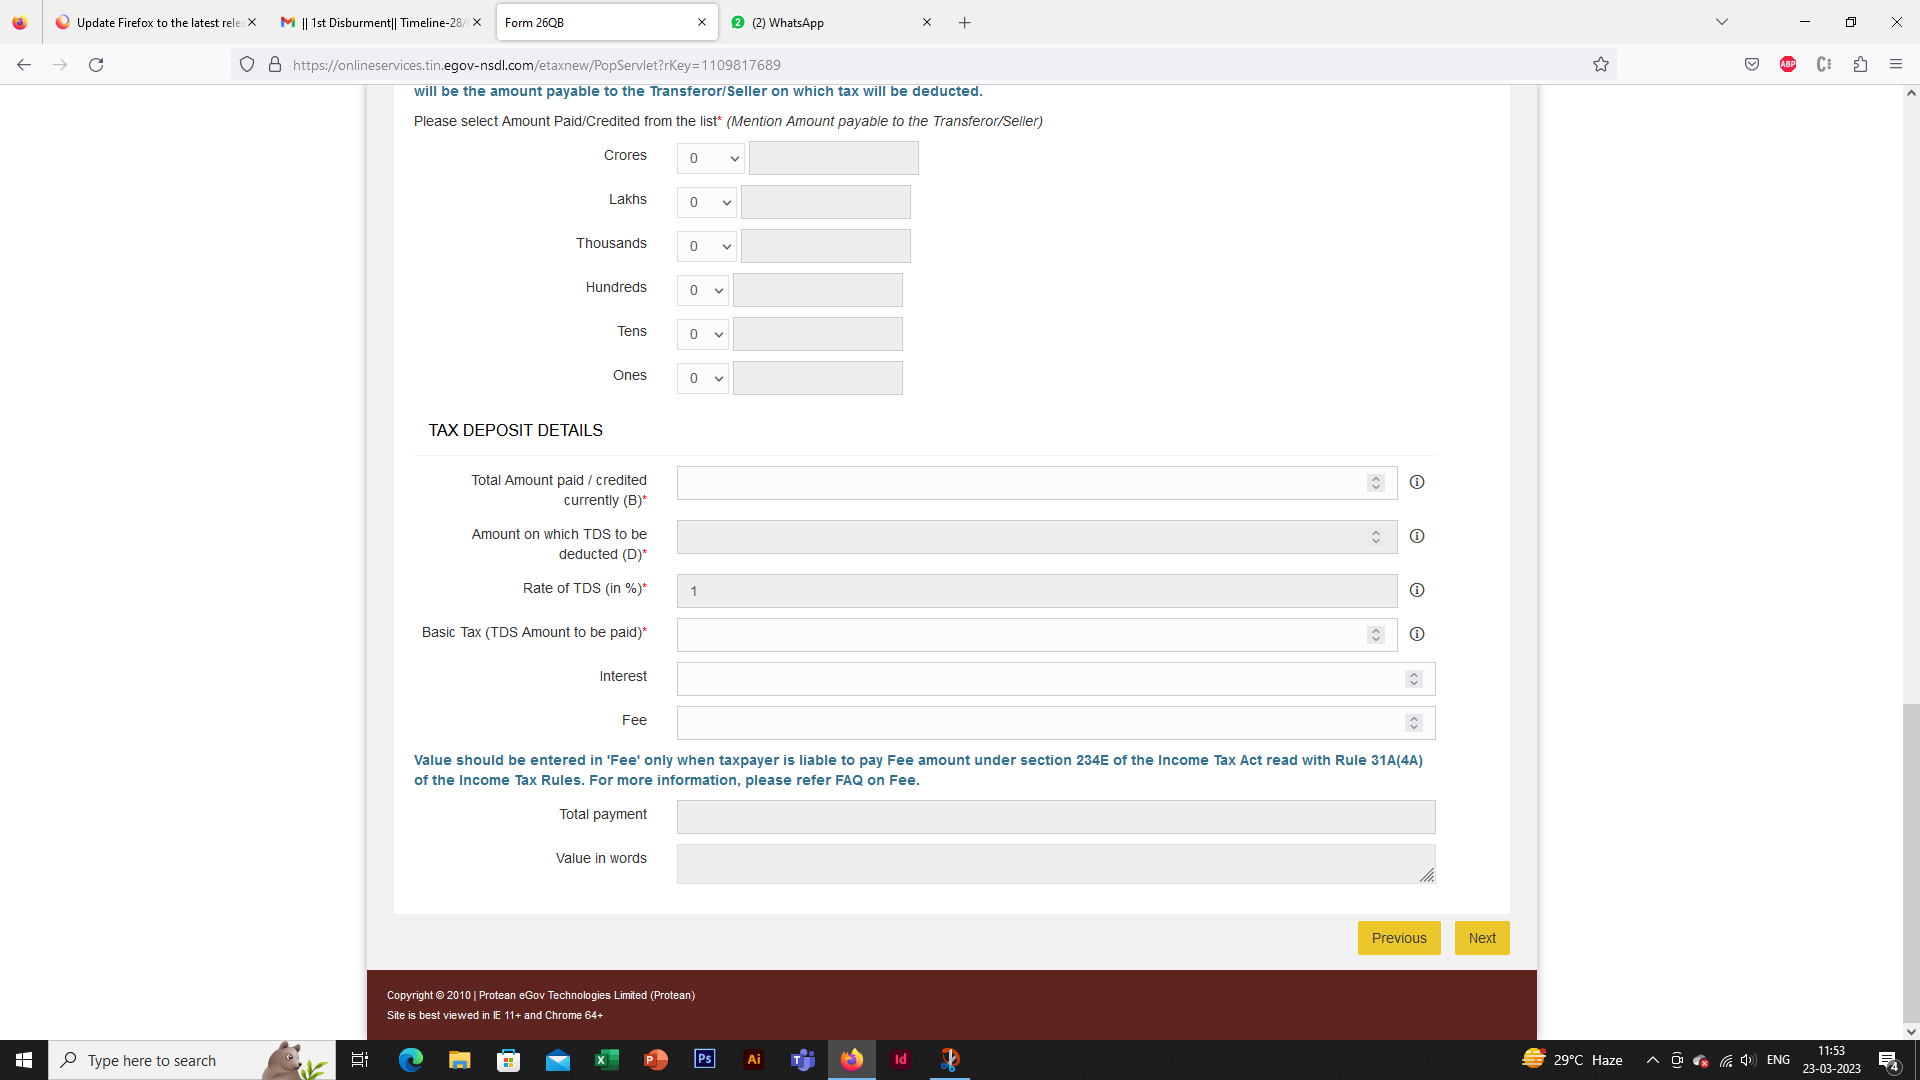 Update Firefox to the latest rele
|| 1st Disburment|| Timeline-28/
Form 26QB
(2) WhatsApp
https://onlineservices.tin.egov-nsdl.com/etaxnew/PopServlet?rKey=1109817689
ABP
will be the amount payable to the Transferor/Seller on which tax will be deducted.
Please select Amount Paid/Credited from the list* (Mention Amount payable to the Transferor/Seller)
Crores 0
Lakhs 0
Thousands 0
Hundreds 0
Tens 0
Ones 0
TAX DEPOSIT DETAILS
Total Amount paid / credited
currently (B)*
Amount on which TDS to be
deducted (D)*
Rate of TDS (in %)* 1
Basic Tax (TDS Amount to be paid)*
Interest
Fee
Value should be entered in 'Fee' only when taxpayer is liable to pay Fee amount under section 234E of the Income Tax Act read with Rule 31A(4A)
of the Income Tax Rules. For more information, please refer FAQ on Fee.
Total payment
Value in words
Previous Next
Copyright © 2010 | Protean eGov Technologies Limited (Protean)
Site is best viewed in IE 11+ and Chrome 64+
Type here to search
Ps
Ai
Id
29°C Haze
ENG
11:53
23-03-2023
4